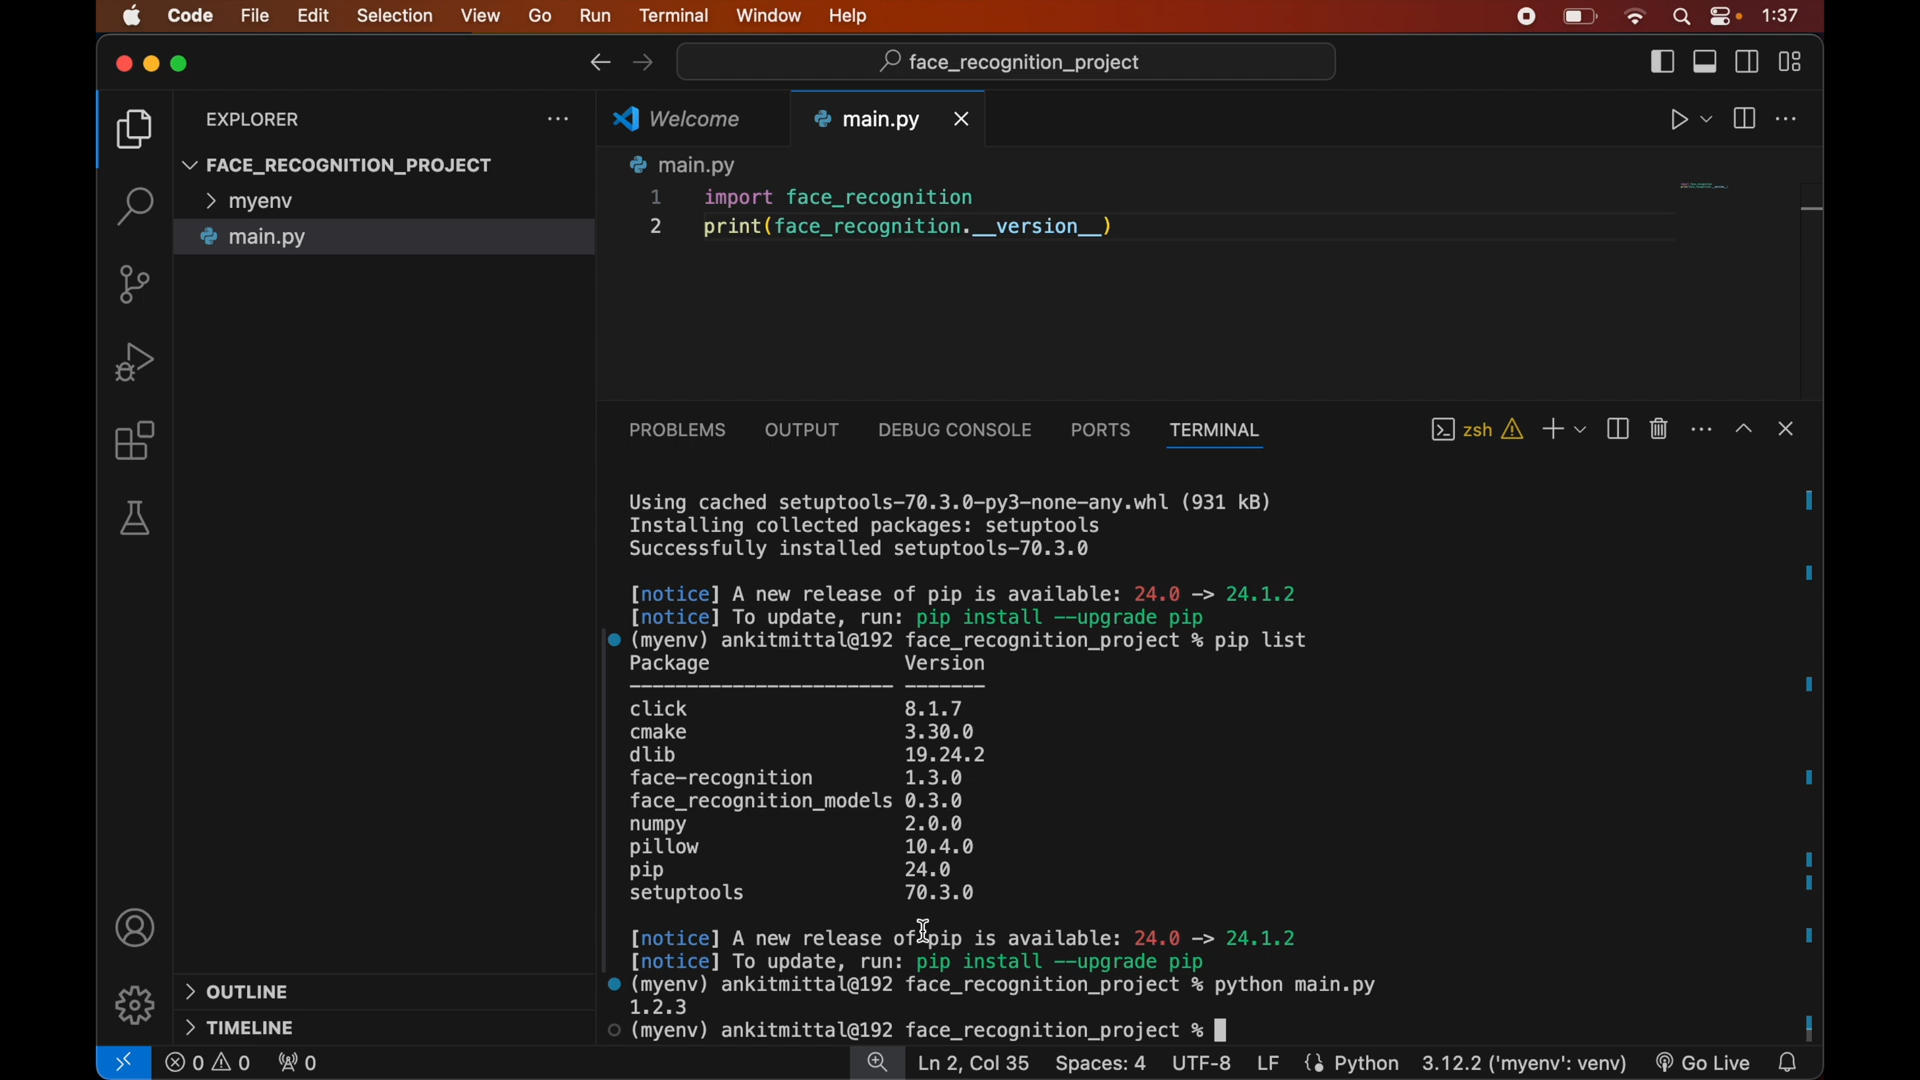 Code File Edit Selection View Go Run Terminal Window Help 1:37
face_recognition_project
EXPLORER
FACE_RECOGNITION_PROJECT
myenv
main.py
OUTLINE
TIMELINE
Welcome
main.py
main.py
1 import face_recognition
2 print(face_recognition.__version__)
PROBLEMS OUTPUT DEBUG CONSOLE PORTS TERMINAL zsh
Using cached setuptools-70.3.0-py3-none-any.whl (931 kB)
Installing collected packages: setuptools
Successfully installed setuptools-70.3.0
[notice] A new release of pip is available: 24.0 -> 24.1.2
[notice] To update, run: pip install --upgrade pip
(myenv) ankitmittal@192 face_recognition_project % pip list
Package Version
----------------------- -------
click 8.1.7
cmake 3.30.0
dlib 19.24.2
face-recognition 1.3.0
face_recognition_models 0.3.0
numpy 2.0.0
pillow 10.4.0
pip 24.0
setuptools 70.3.0
[notice] A new release of pip is available: 24.0 -> 24.1.2
[notice] To update, run: pip install --upgrade pip
(myenv) ankitmittal@192 face_recognition_project % python main.py
1.2.3
(myenv) ankitmittal@192 face_recognition_project %
0 0 0 Ln 2, Col 35 Spaces: 4 UTF-8 LF {} Python 3.12.2 ('myenv': venv) Go Live